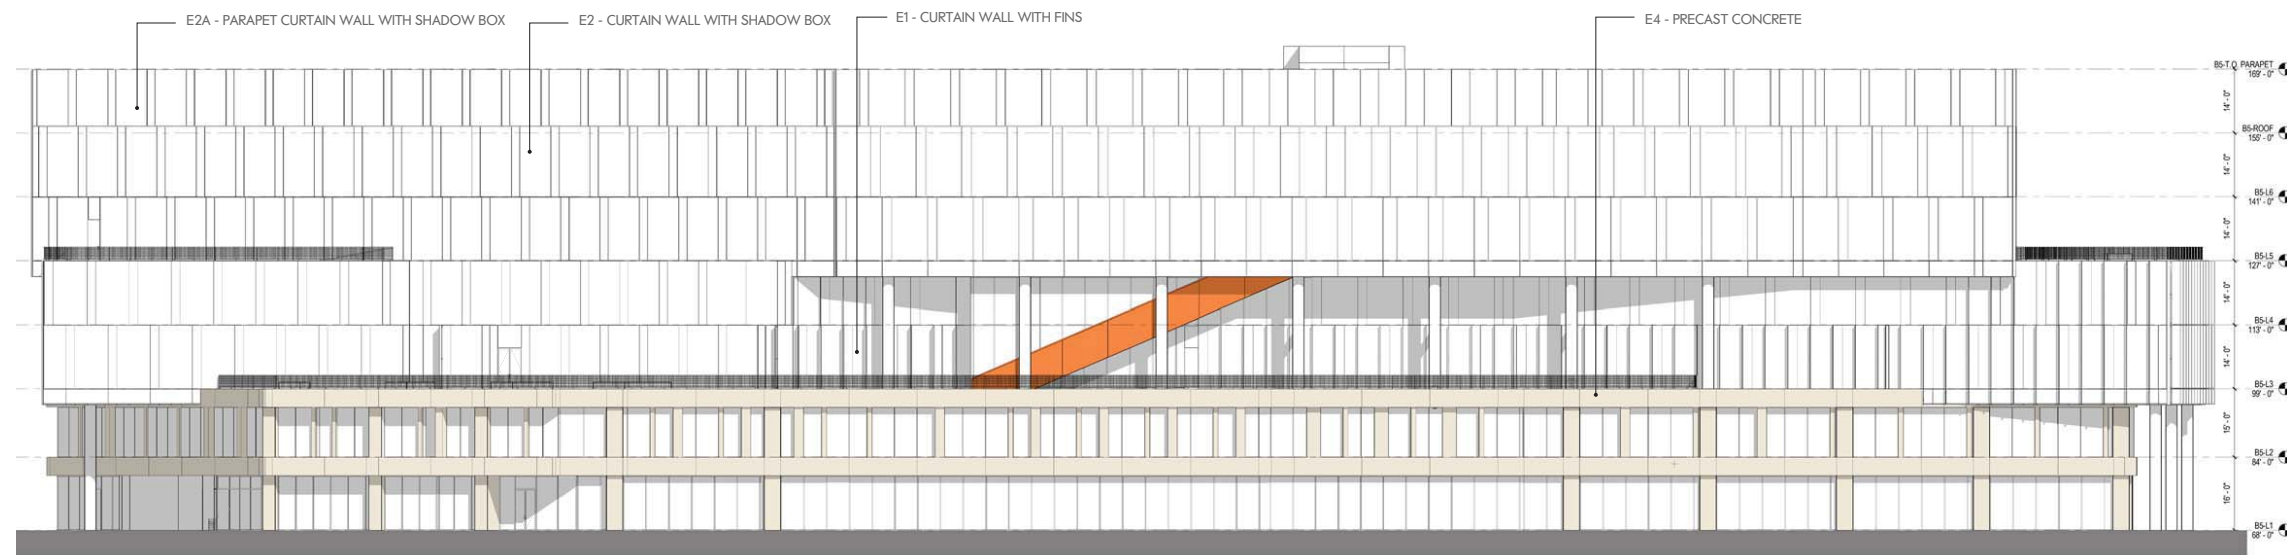 E2A - PARAPET CURTAIN WALL WITH SHADOW BOX
E2 - CURTAIN WALL WITH SHADOW BOX
E1 - CURTAIN WALL WITH FINS
E4 - PRECAST CONCRETE
B5-T.O. PARAPET
169' - 0"
14' - 0"
B5-ROOF
155' - 0"
14' - 0"
B5-L6
141' - 0"
14' - 0"
B5-L5
127' - 0"
14' - 0"
B5-L4
113' - 0"
14' - 0"
B5-L3
99' - 0"
15' - 0"
B5-L2
84' - 0"
16' - 0"
B5-L1
68' - 0"